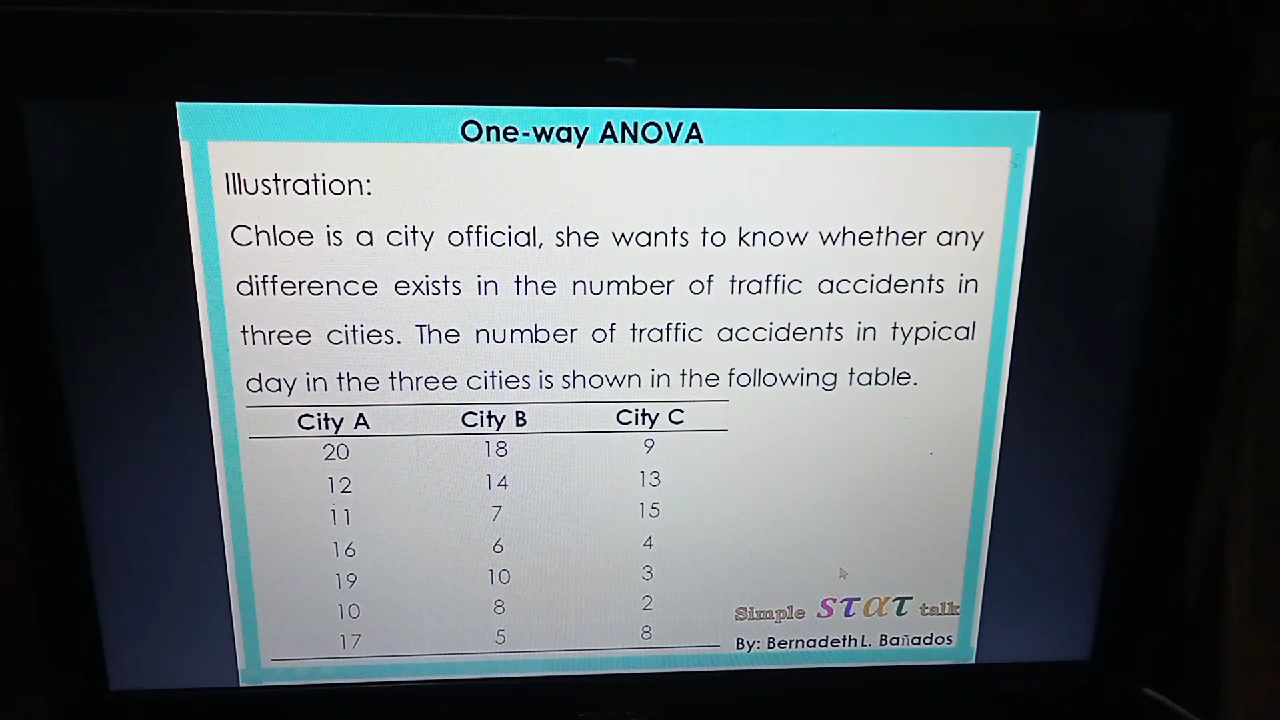 One-way ANOVA
Illustration:
Chloe is a city official, she wants to know whether any
difference exists in the number of traffic accidents in
three cities. The number of traffic accidents in typical
day in the three cities is shown in the following table.
City A City B City C
20 18 9
12 14 13
11 7 15
16 6 4
19 10 3
10 8 2
17 5 8
Simple STαT talk
By: Bernadeth L. Bañados